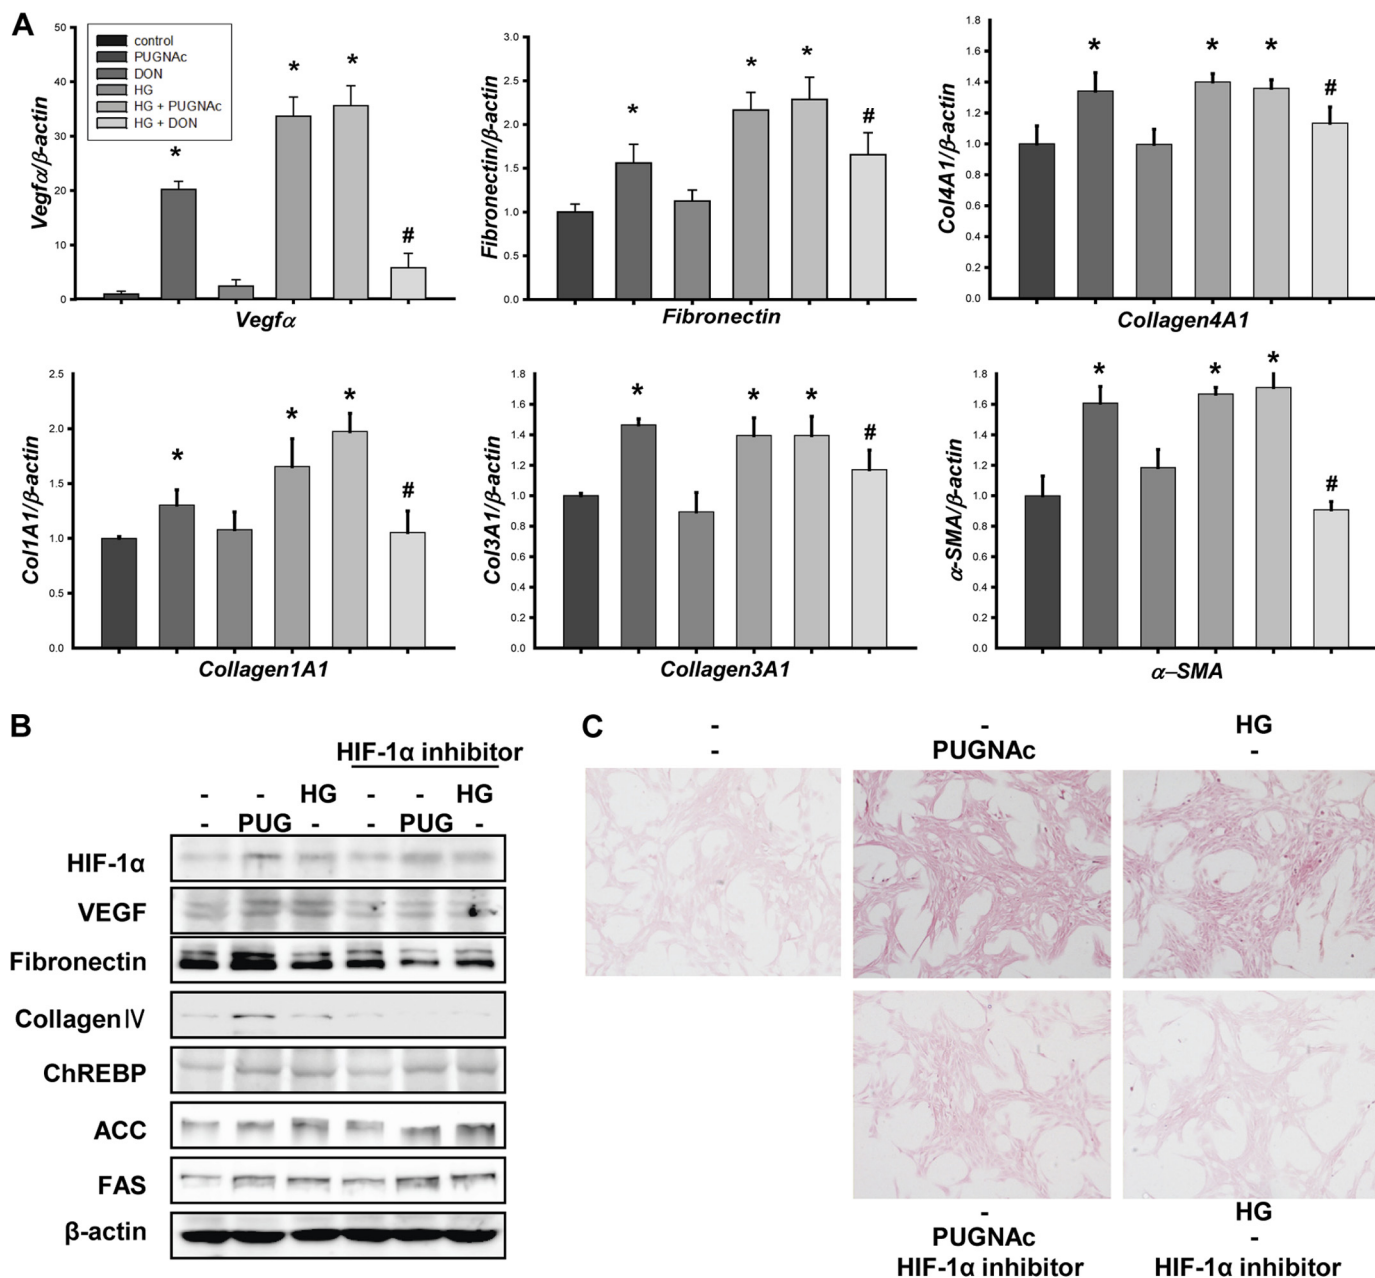 A
control
PUGNAc
DON
HG
HG + PUGNAc
HG + DON
50
40
30
20
10
0
Vegfα/β-actin
* * * #
Vegfα
3.0
2.5
2.0
1.5
1.0
0.5
0.0
Fibronectin/β-actin
* * * #
Fibronectin
1.8
1.6
1.4
1.2
1.0
0.8
0.6
0.4
0.2
0.0
Col4A1/β-actin
* * * #
Collagen4A1
2.5
2.0
1.5
1.0
0.5
0.0
Col1A1/β-actin
* * * #
Collagen1A1
1.8
1.6
1.4
1.2
1.0
0.8
0.6
0.4
0.2
0.0
Col3A1/β-actin
* * * #
Collagen3A1
1.8
1.6
1.4
1.2
1.0
0.8
0.6
0.4
0.2
0.0
α-SMA/β-actin
* * * #
α–SMA
B
HIF-1α inhibitor
- - HG - - HG
- PUG - - PUG -
HIF-1α
VEGF
Fibronectin
CollagenⅣ
ChREBP
ACC
FAS
β-actin
C
- - HG
- PUGNAc -
- HG
PUGNAc -
HIF-1α inhibitor HIF-1α inhibitor